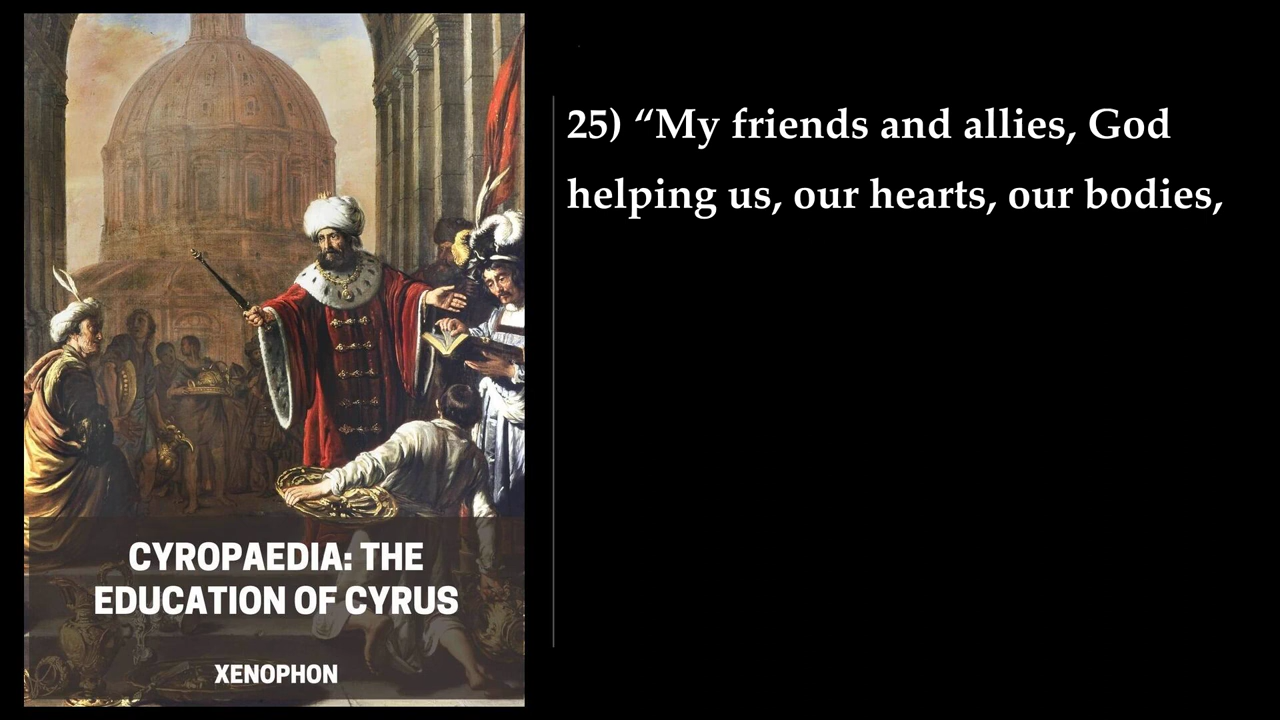 25) “My friends and allies, God
helping us, our hearts, our bodies,
CYROPAEDIA: THE
EDUCATION OF CYRUS
XENOPHON